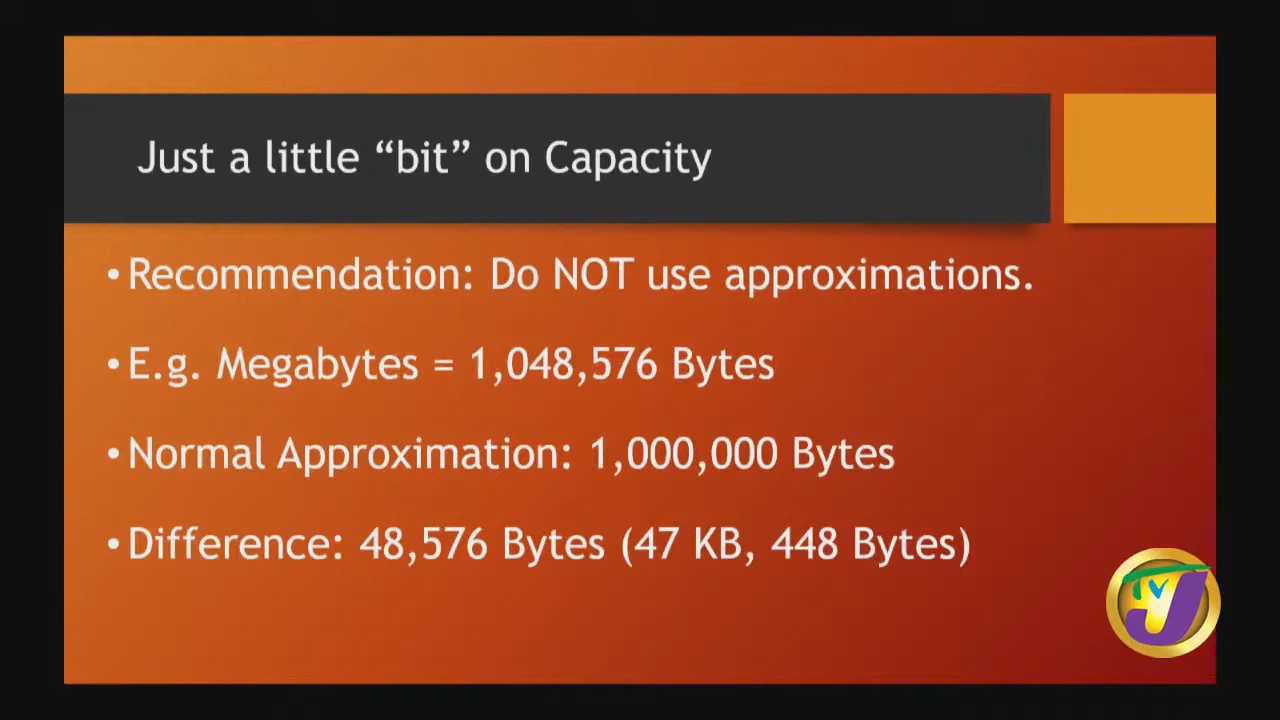 Just a little “bit” on Capacity
•Recommendation: Do NOT use approximations.
•E.g. Megabytes = 1,048,576 Bytes
•Normal Approximation: 1,000,000 Bytes
•Difference: 48,576 Bytes (47 KB, 448 Bytes)
TVJ